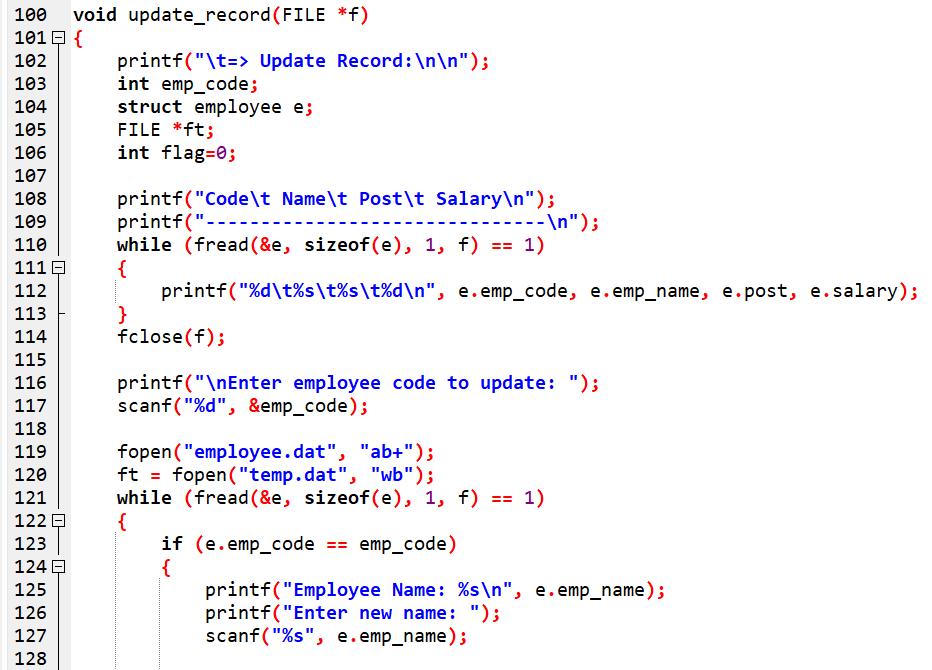 100 void update_record(FILE *f)
101 {
102 printf("\t=> Update Record:\n\n");
103 int emp_code;
104 struct employee e;
105 FILE *ft;
106 int flag=0;
107
108 printf("Code\t Name\t Post\t Salary\n");
109 printf("-------------------------------\n");
110 while (fread(&e, sizeof(e), 1, f) == 1)
111 {
112 printf("%d\t%s\t%s\t%d\n", e.emp_code, e.emp_name, e.post, e.salary);
113 }
114 fclose(f);
115
116 printf("\nEnter employee code to update: ");
117 scanf("%d", &emp_code);
118
119 fopen("employee.dat", "ab+");
120 ft = fopen("temp.dat", "wb");
121 while (fread(&e, sizeof(e), 1, f) == 1)
122 {
123 if (e.emp_code == emp_code)
124 {
125 printf("Employee Name: %s\n", e.emp_name);
126 printf("Enter new name: ");
127 scanf("%s", e.emp_name);
128